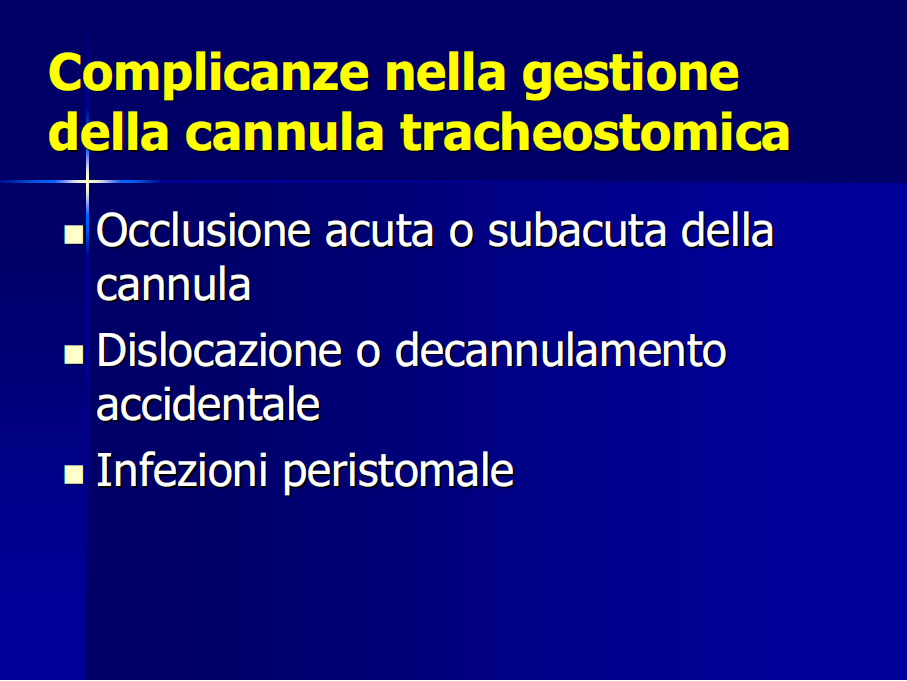 Complicanze nella gestione
della cannula tracheostomica
Occlusione acuta o subacuta della
cannula
Dislocazione o decannulamento
accidentale
Infezioni peristomale